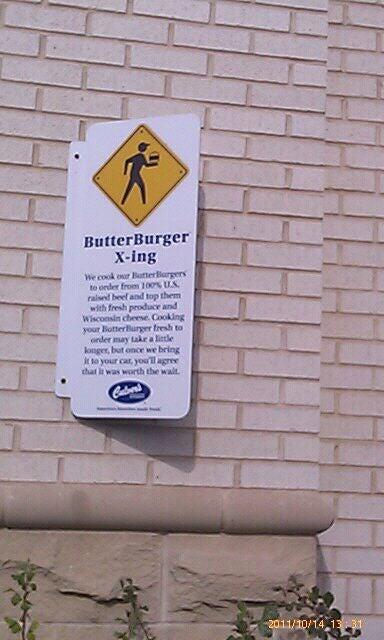 ButterBurger
X-ing
We cook our ButterBurgers
to order from 100% U.S.
raised beef and top them
with fresh produce and
Wisconsin cheese. Cooking
your ButterBurger fresh to
order may take a little
longer, but once we bring
it to your car, you'll agree
that it was worth the wait.
Culver's
2011/10/14 13:31